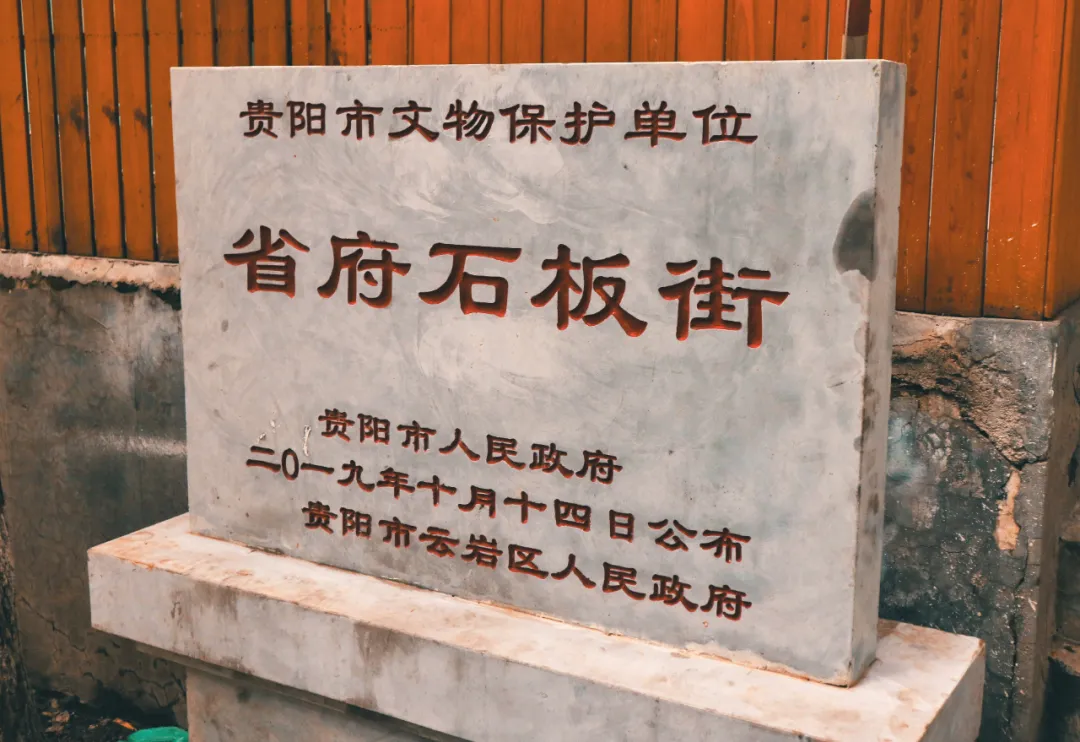 贵阳市文物保护单位
省府石板街
贵阳市人民政府
二〇一九年十月十四日公布
贵阳市云岩区人民政府